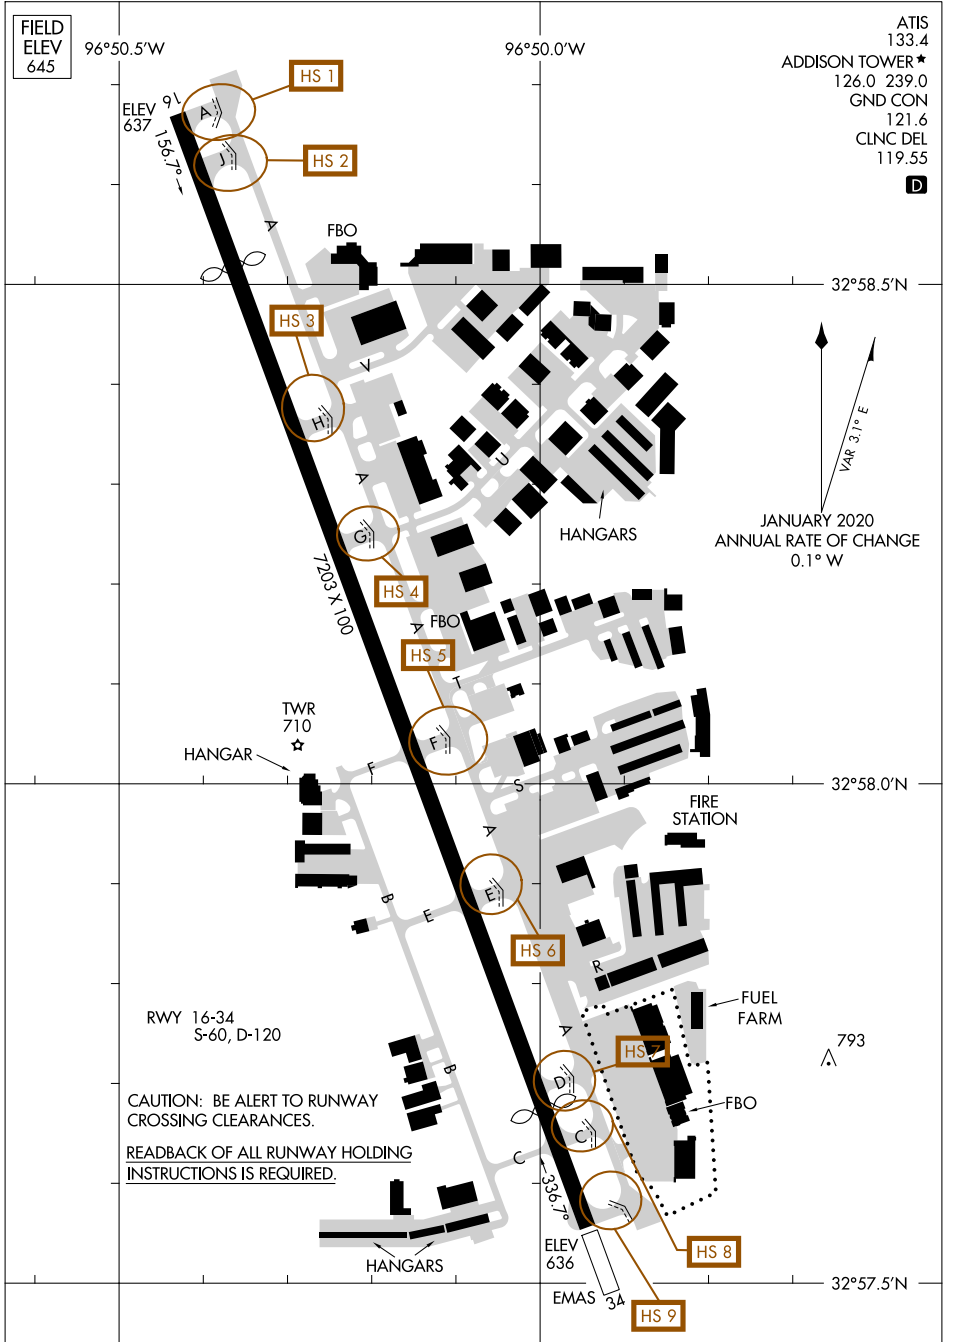 FIELD
ELEV
645
96°50.5'W
96°50.0'W
ATIS
133.4
ADDISON TOWER★
126.0 239.0
GND CON
121.6
CLNC DEL
119.55
D
HS 1
16
ELEV
637
A
156.7°
J
HS 2
A
FBO
32°58.5'N
HS 3
V
H
VAR 3.1° E
A
U
G
HANGARS
JANUARY 2020
ANNUAL RATE OF CHANGE
0.1° W
7203 X 100
HS 4
A
FBO
HS 5
T
TWR
710
F
HANGAR
F
S
32°58.0'N
FIRE
STATION
A
B
E
E
HS 6
R
FUEL
FARM
RWY 16-34
S-60, D-120
A
HS 7
793
B
D
CAUTION: BE ALERT TO RUNWAY
CROSSING CLEARANCES.
FBO
C
READBACK OF ALL RUNWAY HOLDING
INSTRUCTIONS IS REQUIRED.
C
336.7°
ELEV
636
HS 8
HANGARS
32°57.5'N
EMAS
34
HS 9